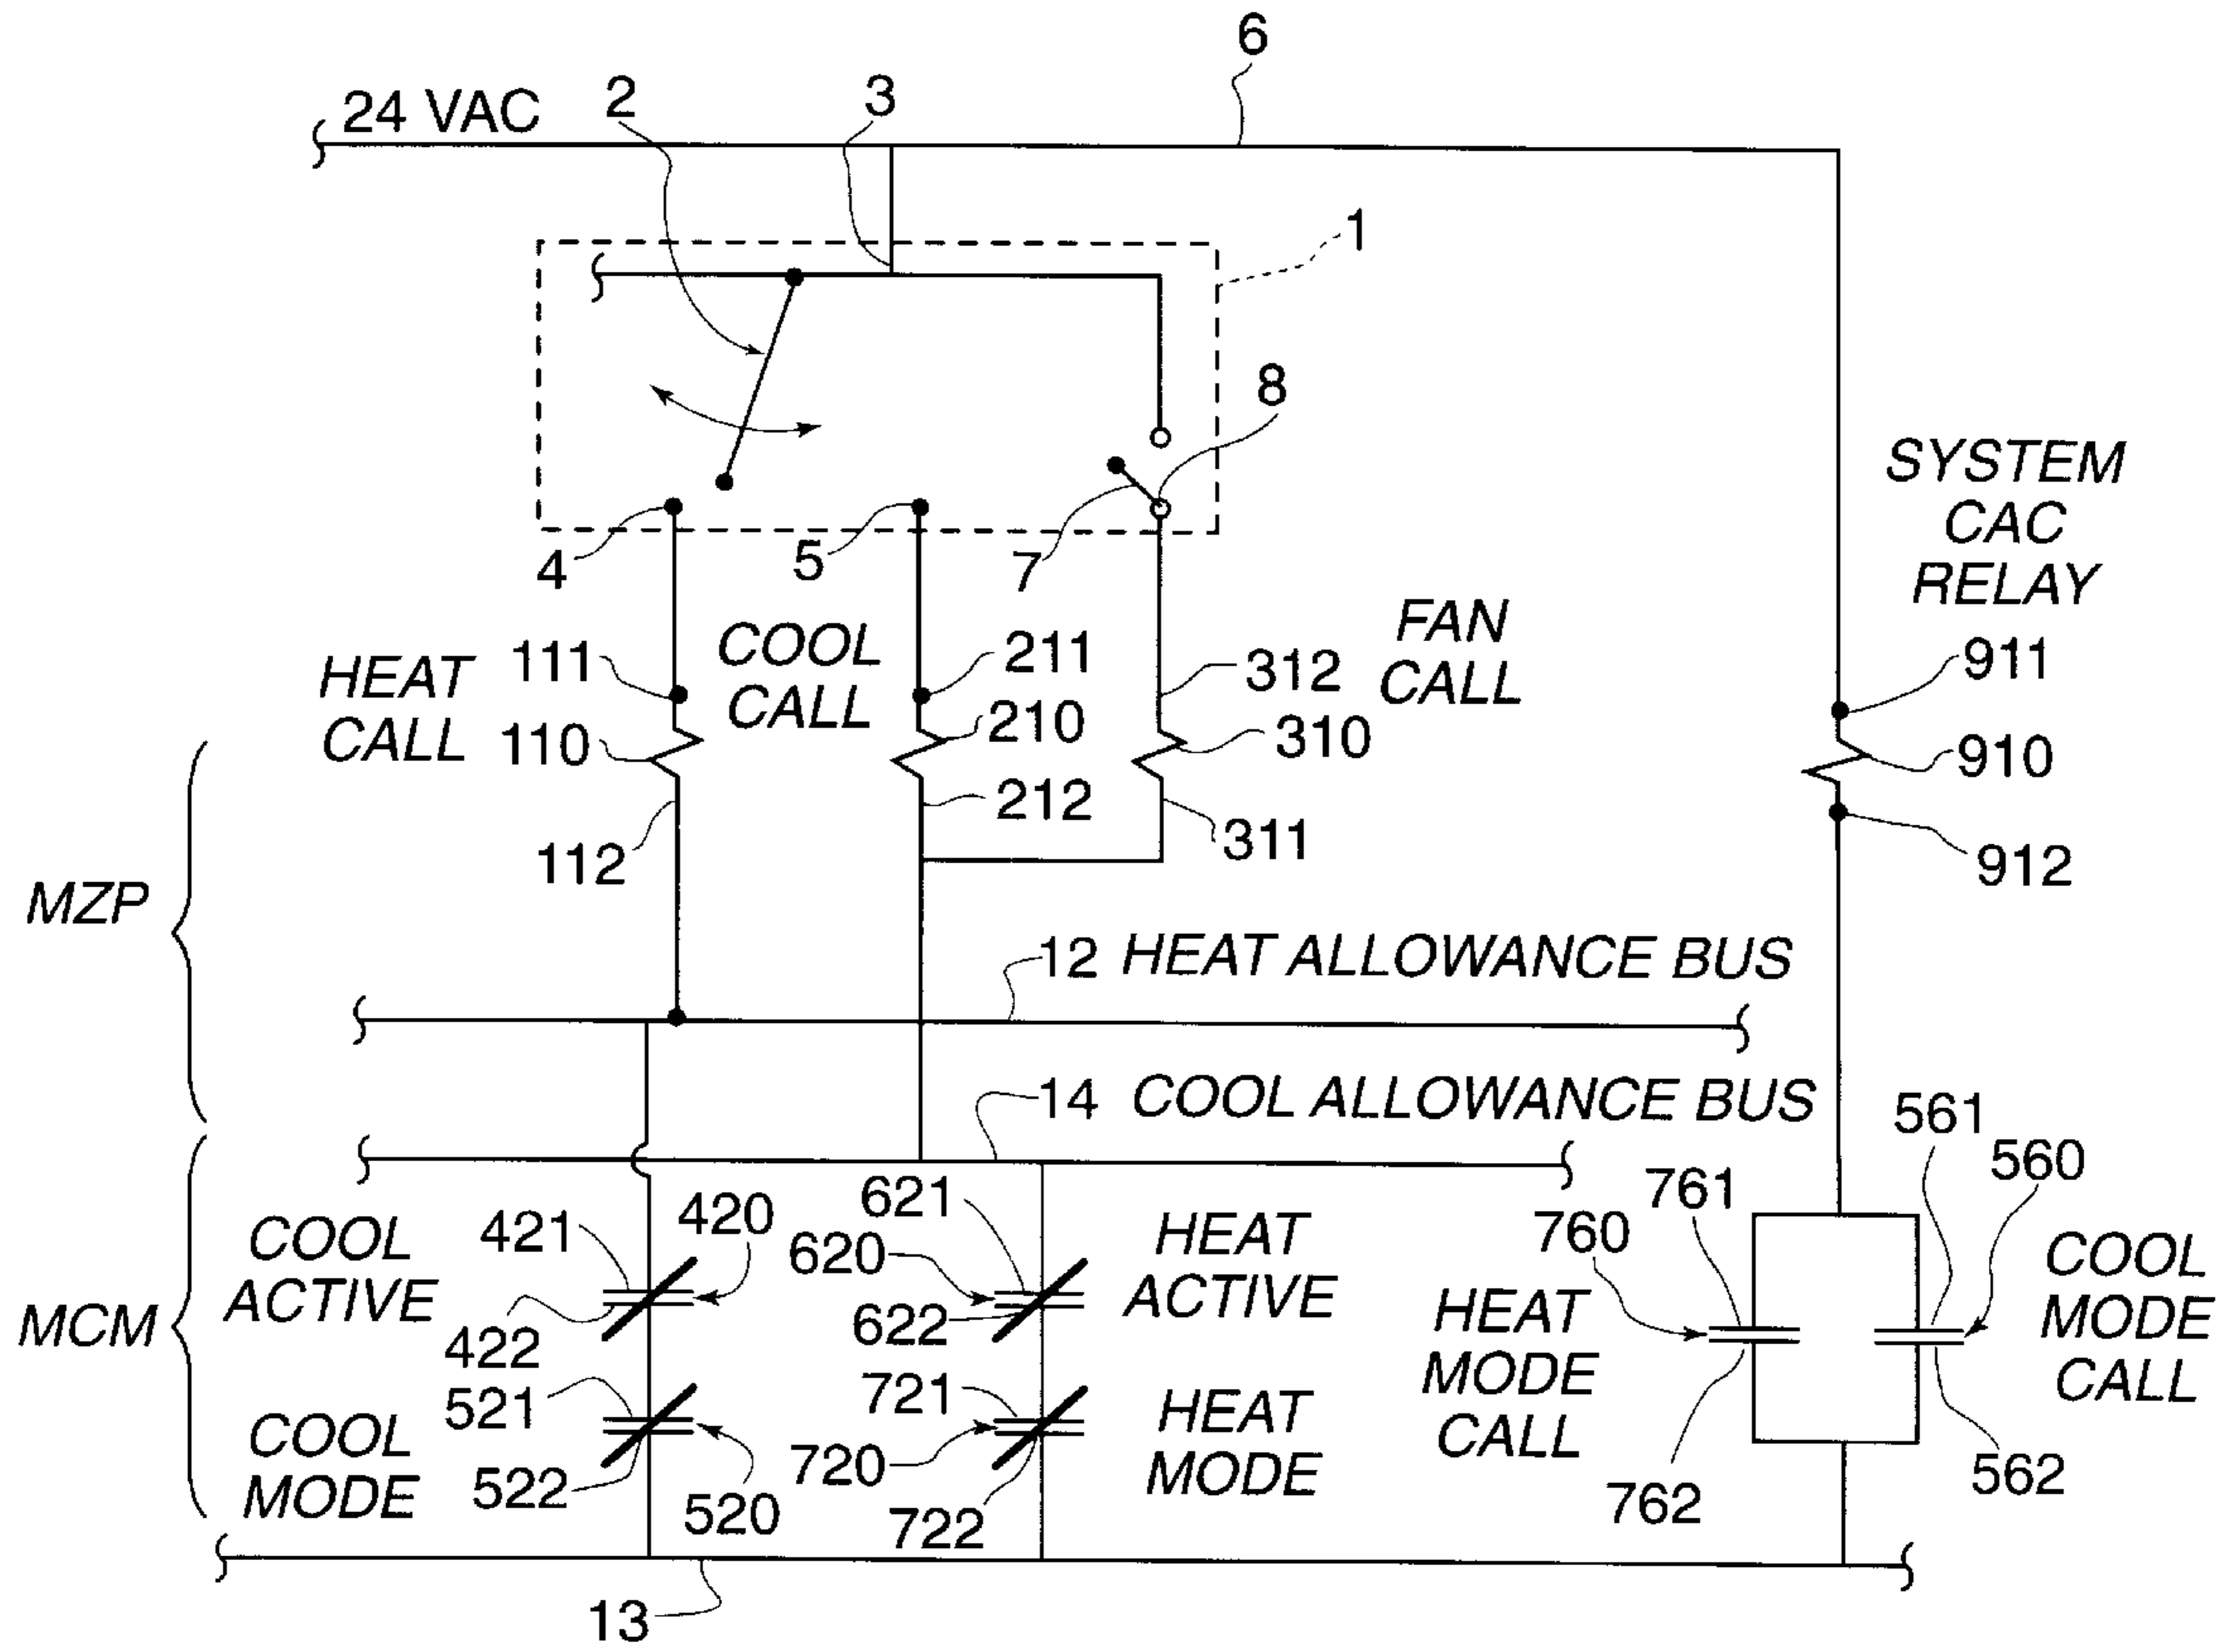 6
24 VAC
2
3
1
8
SYSTEM
CAC
RELAY
4
5
7
HEAT
CALL
111
COOL
CALL
211
312
FAN
CALL
911
110
210
310
910
112
212
311
912
MZP
12 HEAT ALLOWANCE BUS
14 COOL ALLOWANCE BUS
561
560
COOL
ACTIVE
421
420
621
620
HEAT
ACTIVE
761
760
HEAT
MODE
CALL
COOL
MODE
CALL
MCM
422
622
521
721
COOL
MODE
522
520
720
722
HEAT
MODE
762
562
13